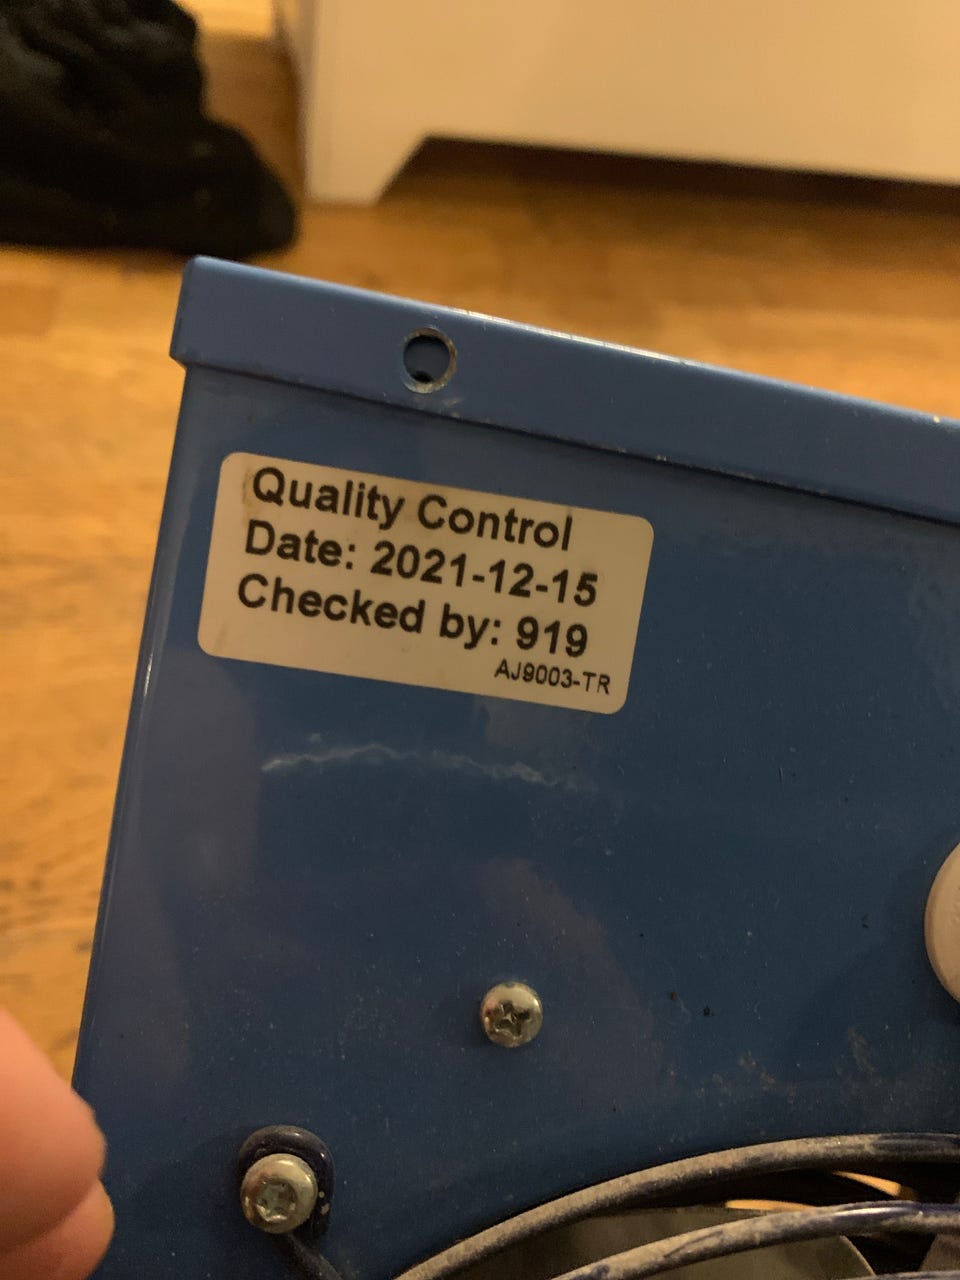 Quality Control
Date: 2021-12-15
Checked by: 919
AJ9003-TR